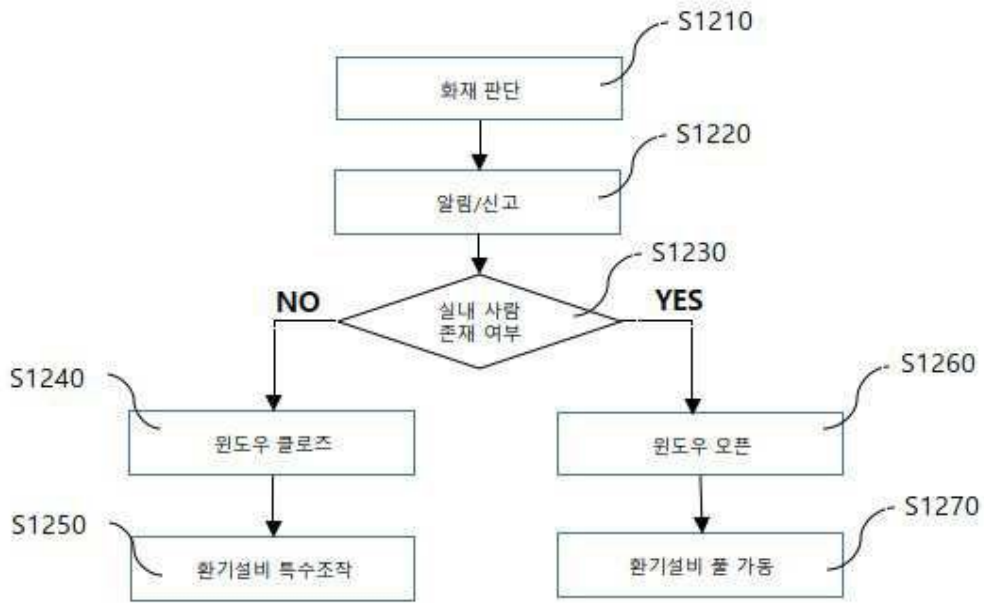 S1210
화재 판단
S1220
알림/신고
S1230
실내 사람
존재 여부
NO
YES
S1240
윈도우 클로즈
S1260
윈도우 오픈
S1250
환기설비 특수조작
S1270
환기설비 풀 가동